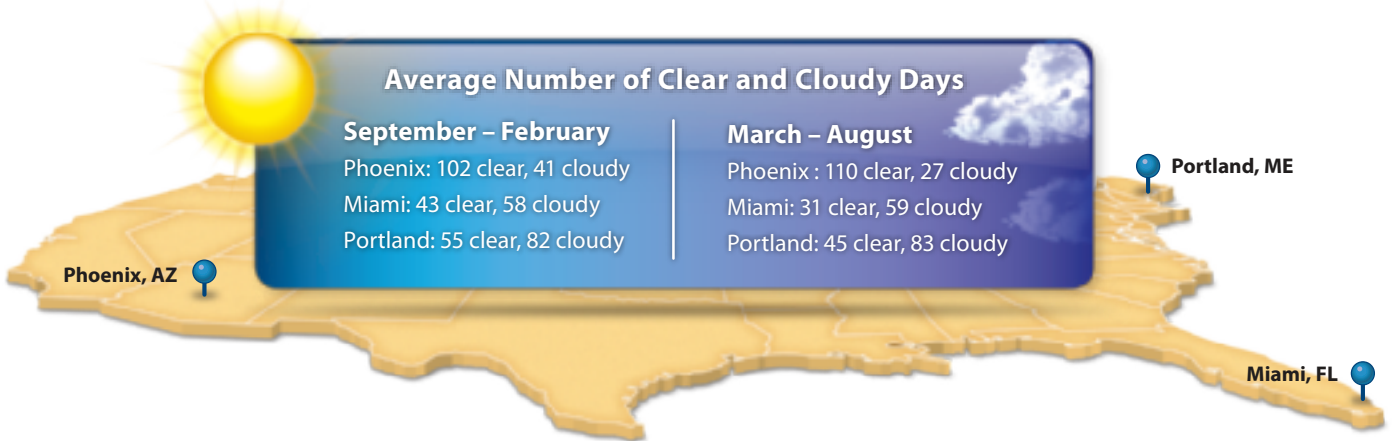 Average Number of Clear and Cloudy Days
September – February
Phoenix: 102 clear, 41 cloudy
Miami: 43 clear, 58 cloudy
Portland: 55 clear, 82 cloudy
March – August
Phoenix : 110 clear, 27 cloudy
Miami: 31 clear, 59 cloudy
Portland: 45 clear, 83 cloudy
Portland, ME
Phoenix, AZ
Miami, FL